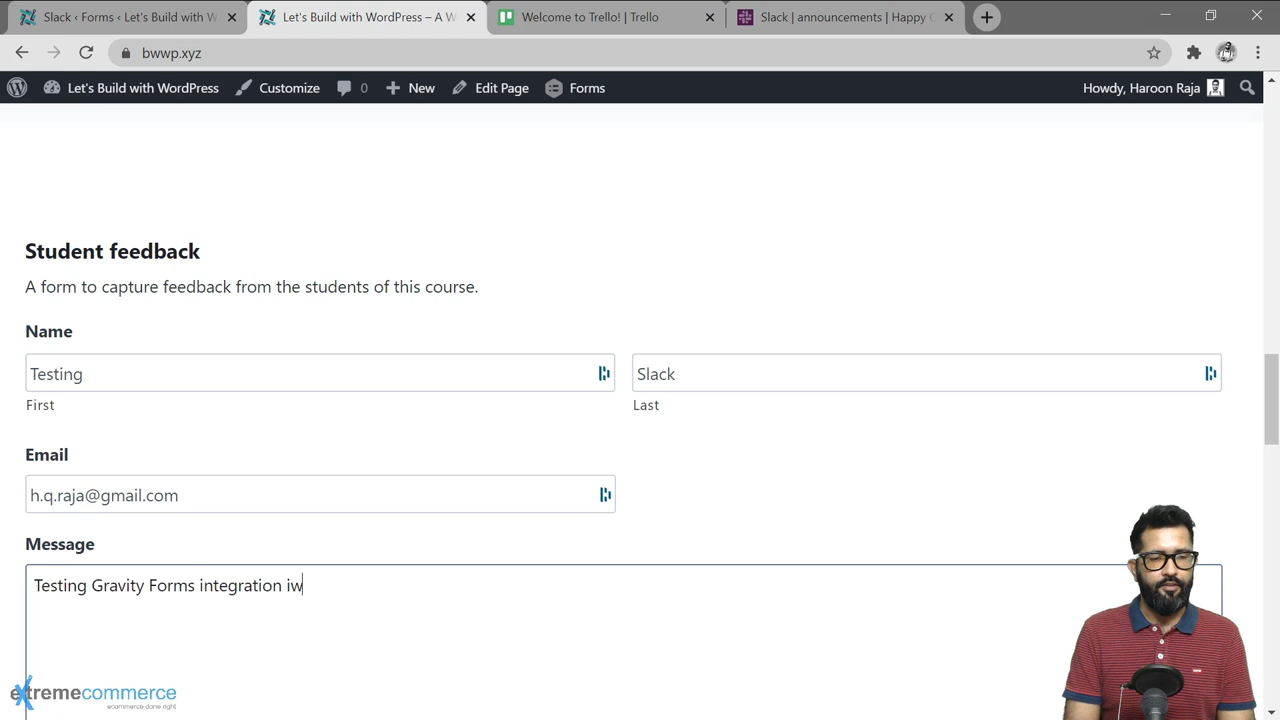 Slack ‹ Forms ‹ Let's Build with W
Let's Build with WordPress – A W
Welcome to Trello! | Trello
Slack | announcements | Happy
bwwp.xyz
Let's Build with WordPress
Customize
0
New
Edit Page
Forms
Howdy, Haroon Raja
Student feedback
A form to capture feedback from the students of this course.
Name
Testing
Slack
First
Last
Email
h.q.raja@gmail.com
Message
Testing Gravity Forms integration iw
extremecommerce
ecommerce done right